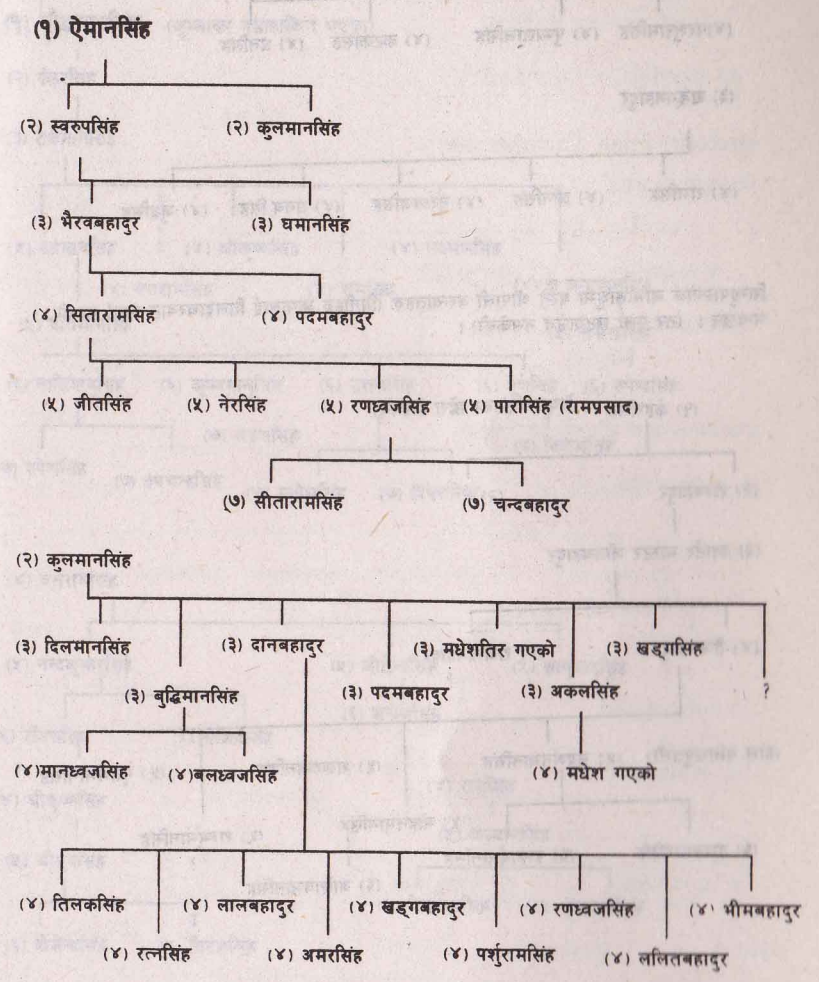 (१) ऐमानसिंह
(२) स्वरुपसिंह (२) कुलमानसिंह
(३) भैरवबहादुर (३) घमानसिंह
(४) सितारामसिंह (४) पदमबहादुर
(५) जीतसिंह (५) नेरसिंह (५) रणध्वजसिंह (५) पारासिंह (रामप्रसाद)
(७) सीतारामसिंह (७) चन्दबहादुर
(२) कुलमानसिंह
(३) दिलमानसिंह (३) दानबहादुर (३) मधेशतिर गएको (३) खड्गसिंह
(३) बुद्धिमानसिंह (३) पदमबहादुर (३) अकलसिंह ?
(४)मानध्वजसिंह (४)बलध्वजसिंह (४) मधेश गएको
(४) तिलकसिंह (४) लालबहादुर (४) खड्गबहादुर (४) रणध्वजसिंह (४) भीमबहादुर
(४) रत्नसिंह (४) अमरसिंह (४) पर्शुरामसिंह (४) ललितबहादुर